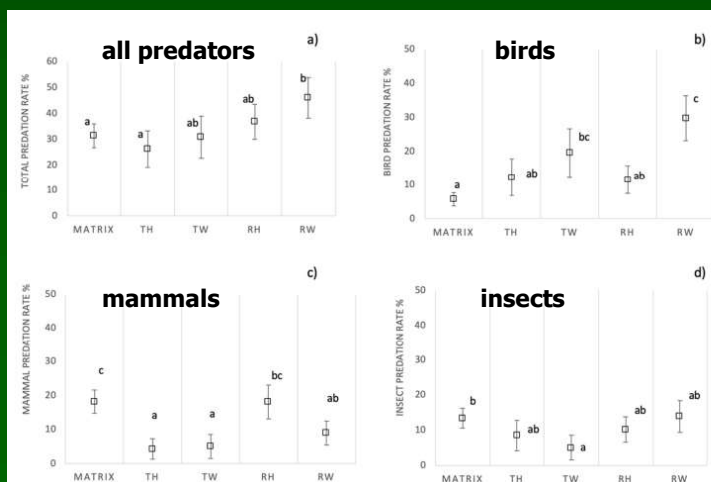 all predators
a)
TOTAL PREDATION RATE %
60
50
40
30
20
10
0
a
a
ab
ab
b
MATRIX TH TW RH RW
birds
b)
BIRD PREDATION RATE %
50
40
30
20
10
0
a
ab
bc
ab
c
MATRIX TH TW RH RW
mammals
c)
MAMMAL PREDATION RATE %
50
40
30
20
10
0
c
a
a
bc
ab
MATRIX TH TW RH RW
insects
d)
INSECT PREDATION RATE %
50
40
30
20
10
0
b
ab
a
ab
ab
MATRIX TH TW RH RW